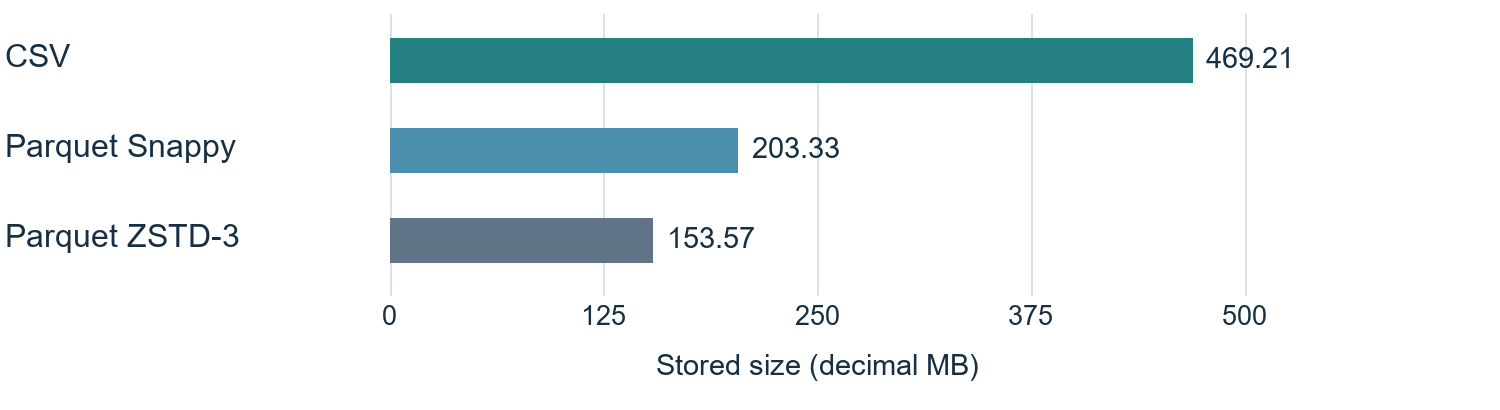 CSV
469.21
Parquet Snappy
203.33
Parquet ZSTD-3
153.57
0 125 250 375 500
Stored size (decimal MB)